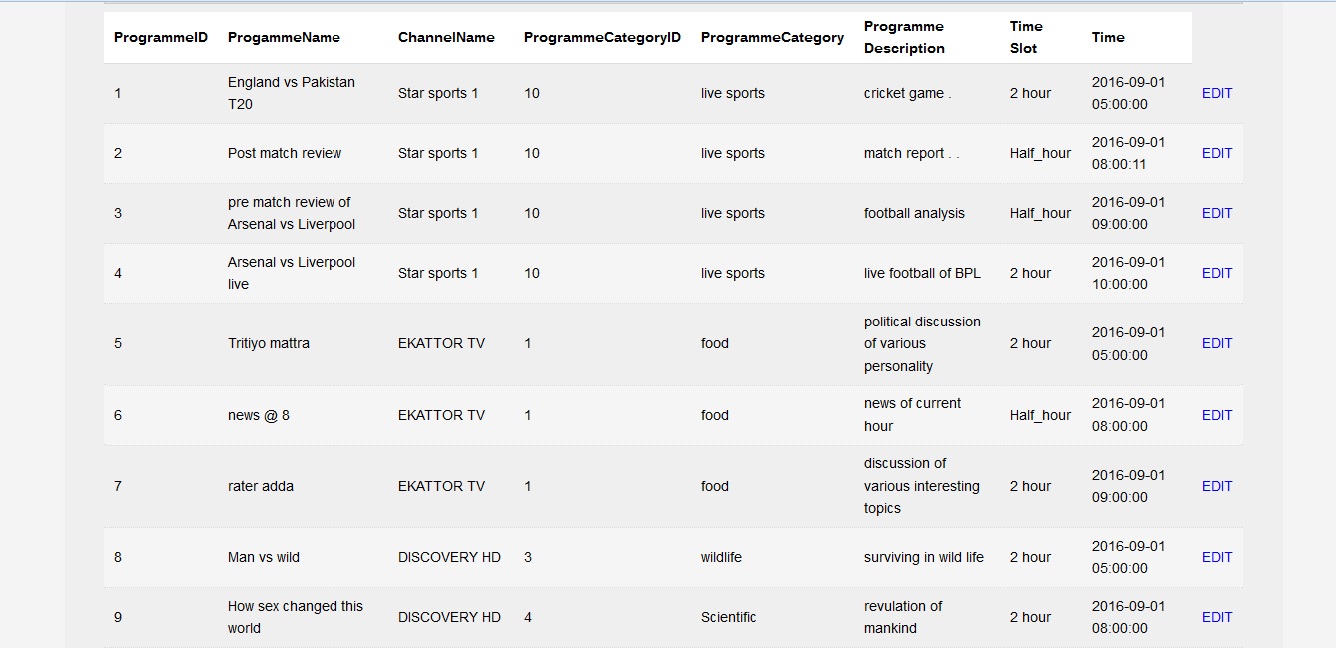 ProgrammeID ProgammeName ChannelName ProgrammeCategoryID ProgrammeCategory Programme Description Time Slot Time
1 England vs Pakistan T20 Star sports 1 10 live sports cricket game . 2 hour 2016-09-01 05:00:00 EDIT
2 Post match review Star sports 1 10 live sports match report . . Half_hour 2016-09-01 08:00:11 EDIT
3 pre match review of Arsenal vs Liverpool Star sports 1 10 live sports football analysis Half_hour 2016-09-01 09:00:00 EDIT
4 Arsenal vs Liverpool live Star sports 1 10 live sports live football of BPL 2 hour 2016-09-01 10:00:00 EDIT
5 Tritiyo mattra EKATTOR TV 1 food political discussion of various personality 2 hour 2016-09-01 05:00:00 EDIT
6 news @ 8 EKATTOR TV 1 food news of current hour Half_hour 2016-09-01 08:00:00 EDIT
7 rater adda EKATTOR TV 1 food discussion of various interesting topics 2 hour 2016-09-01 09:00:00 EDIT
8 Man vs wild DISCOVERY HD 3 wildlife surviving in wild life 2 hour 2016-09-01 05:00:00 EDIT
9 How sex changed this world DISCOVERY HD 4 Scientific revulation of mankind 2 hour 2016-09-01 08:00:00 EDIT